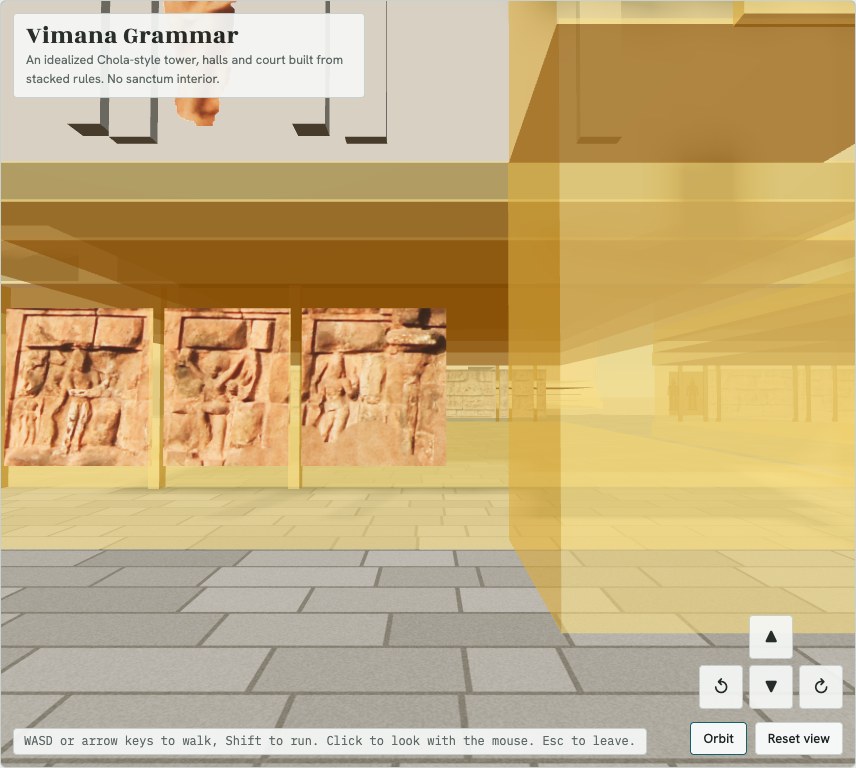 Vimana Grammar
An idealized Chola-style tower, halls and court built from
stacked rules. No sanctum interior.
WASD or arrow keys to walk, Shift to run. Click to look with the mouse. Esc to leave.
Orbit
Reset view